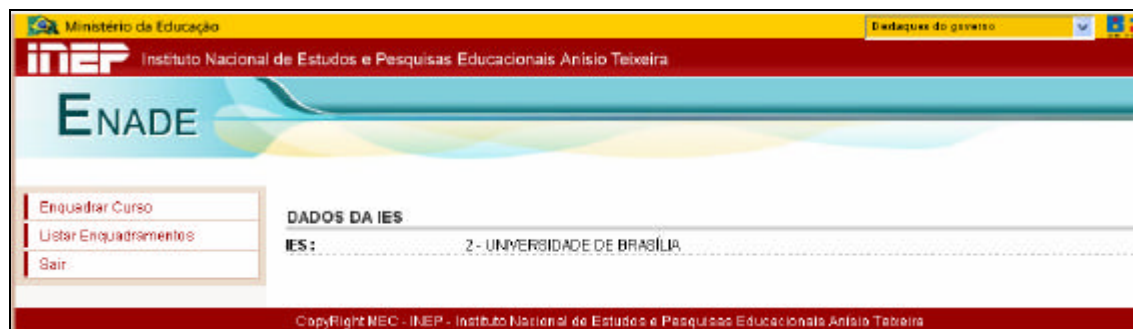 Ministério da Educação
Destaques do governo
inep Instituto Nacional de Estudos e Pesquisas Educacionais Anísio Teixeira
ENADE
Enquadrar Curso
Listar Enquadramentos
Sair
DADOS DA IES
IES: 2 - UNIVERSIDADE DE BRASÍLIA
CopyRight MEC - INEP - Instituto Nacional de Estudos e Pesquisas Educacionais Anísio Teixeira